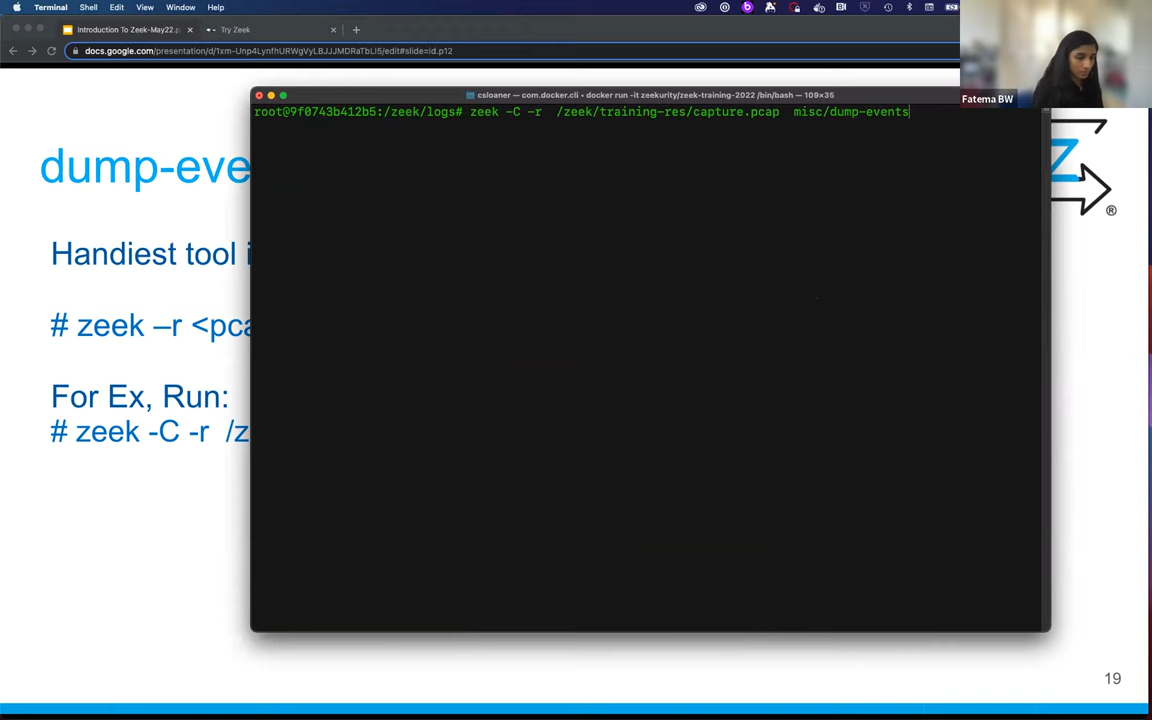 Terminal Shell Edit View Window Help
Introduction To Zeek-May22.p
Try Zeek
docs.google.com/presentation/d/1xm-Unp4LynfhURWgVyLBJJJMDRaTbLI5/edit#slide=id.p12
Fatema BW
csloaner — com.docker.cli • docker run -it zeekurity/zeek-training-2022 /bin/bash — 109×35
root@9f0743b412b5:/zeek/logs# zeek -C -r /zeek/training-res/capture.pcap misc/dump-events
dump-eve
Z
®
Handiest tool i
# zeek –r <pca
For Ex, Run:
# zeek -C -r /z
19